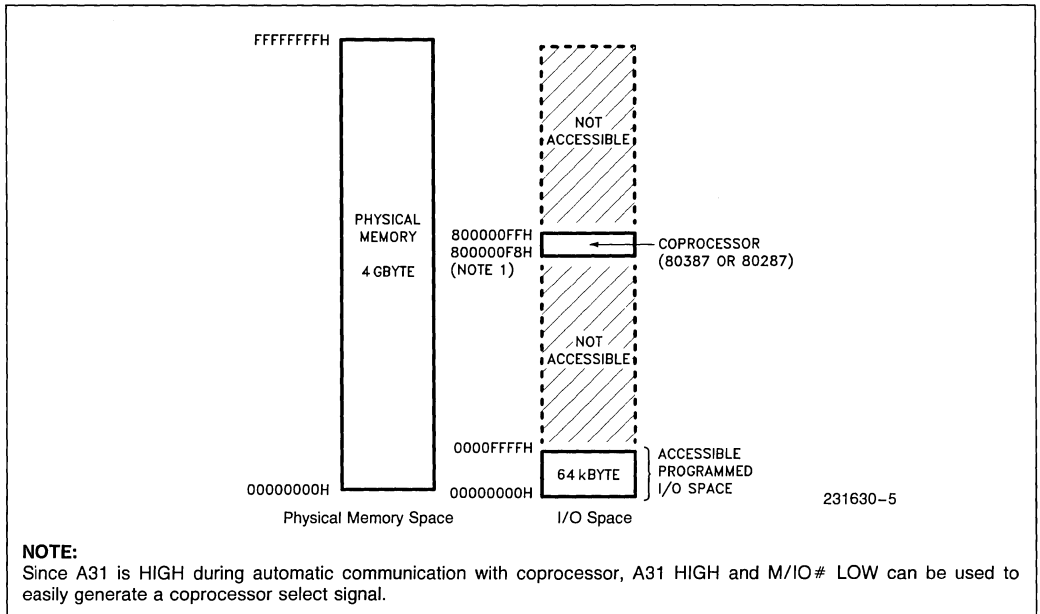 FFFFFFFFH
PHYSICAL
MEMORY
4 GBYTE
00000000H
Physical Memory Space
NOT
ACCESSIBLE
800000FFH
800000F8H
(NOTE 1)
COPROCESSOR
(80387 OR 80287)
NOT
ACCESSIBLE
0000FFFFH
64 kBYTE
00000000H
ACCESSIBLE
PROGRAMMED
I/O SPACE
I/O Space
231630-5
NOTE:
Since A31 is HIGH during automatic communication with coprocessor, A31 HIGH and M/IO# LOW can be used to
easily generate a coprocessor select signal.